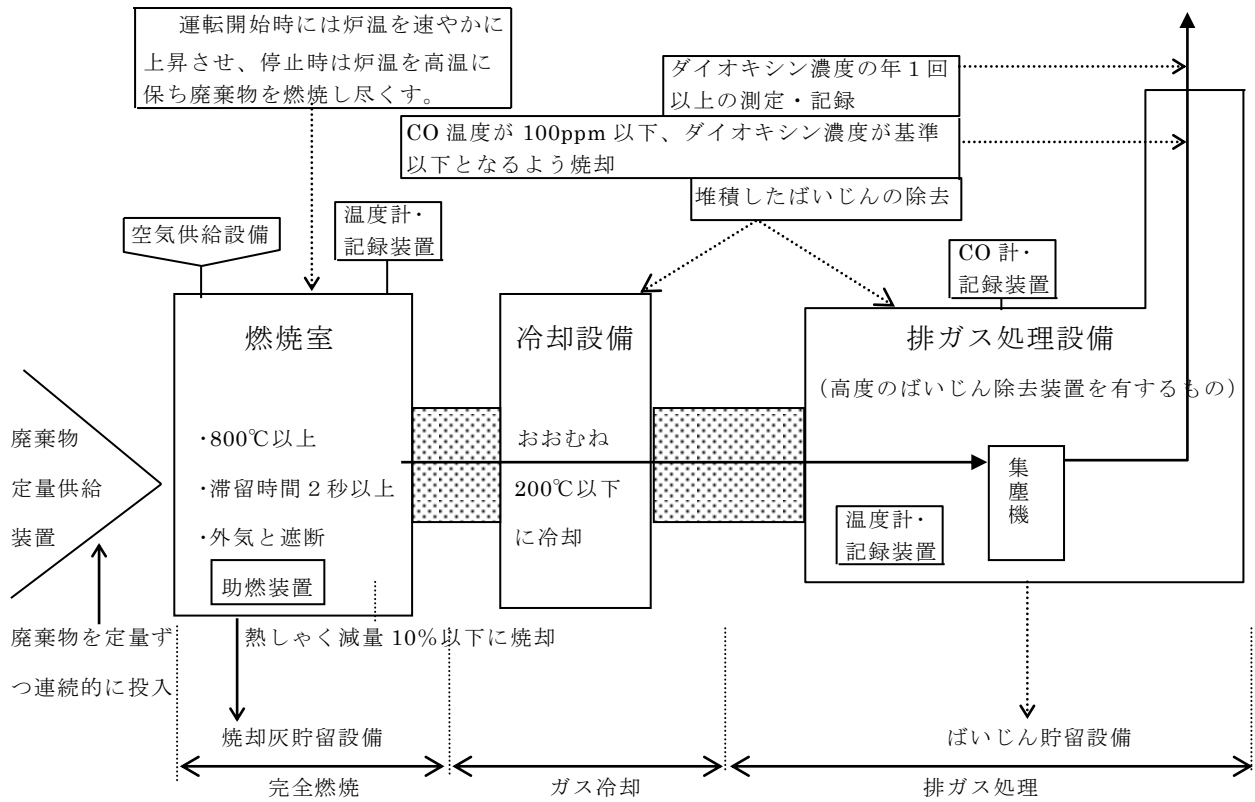 運転開始時には炉温を速やかに
上昇させ、停止時は炉温を高温に
保ち廃棄物を燃焼し尽くす。
ダイオキシン濃度の年1回
以上の測定・記録
CO 温度が 100ppm 以下、ダイオキシン濃度が基準
以下となるよう焼却
堆積したばいじんの除去
空気供給設備
温度計・
記録装置
CO 計・
記録装置
燃焼室
冷却設備
排ガス処理設備
（高度のばいじん除去装置を有するもの）
廃棄物
定量供給
装置
・800℃以上
・滞留時間2秒以上
・外気と遮断
助燃装置
おおむね
200℃以下
に冷却
集塵機
温度計・
記録装置
廃棄物を定量ず
つ連続的に投入
熱しゃく減量 10％以下に焼却
焼却灰貯留設備
ばいじん貯留設備
完全燃焼
ガス冷却
排ガス処理